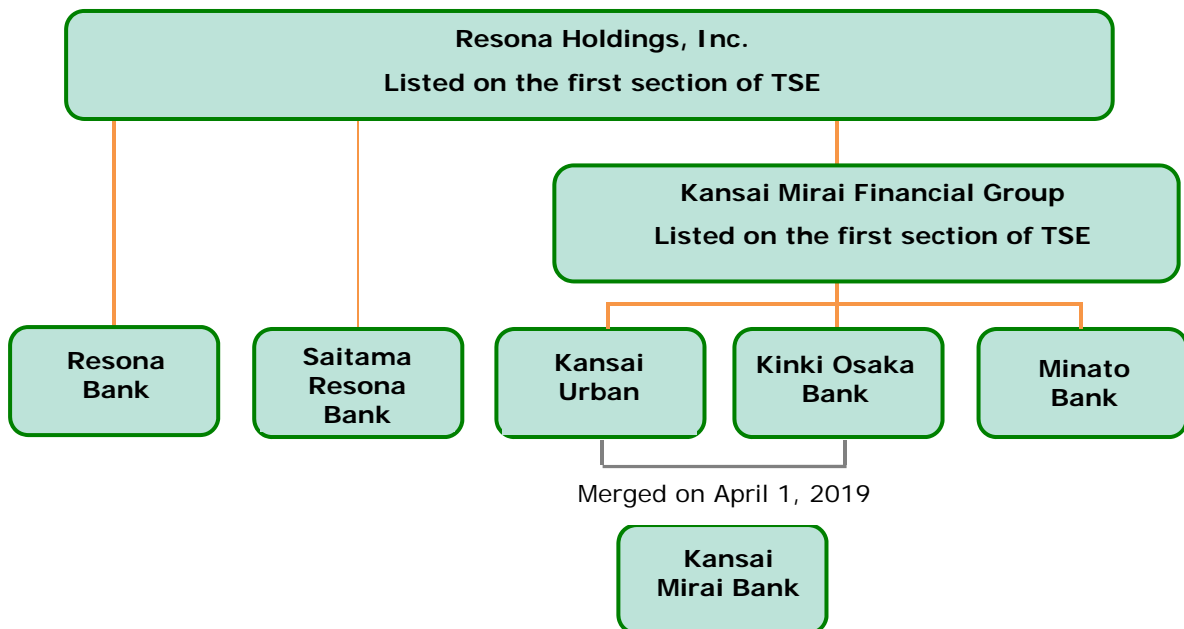 Resona Holdings, Inc.
Listed on the first section of TSE
Kansai Mirai Financial Group
Listed on the first section of TSE
Resona
Bank
Saitama
Resona
Bank
Kansai
Urban
Kinki Osaka
Bank
Minato
Bank
Merged on April 1, 2019
Kansai
Mirai Bank